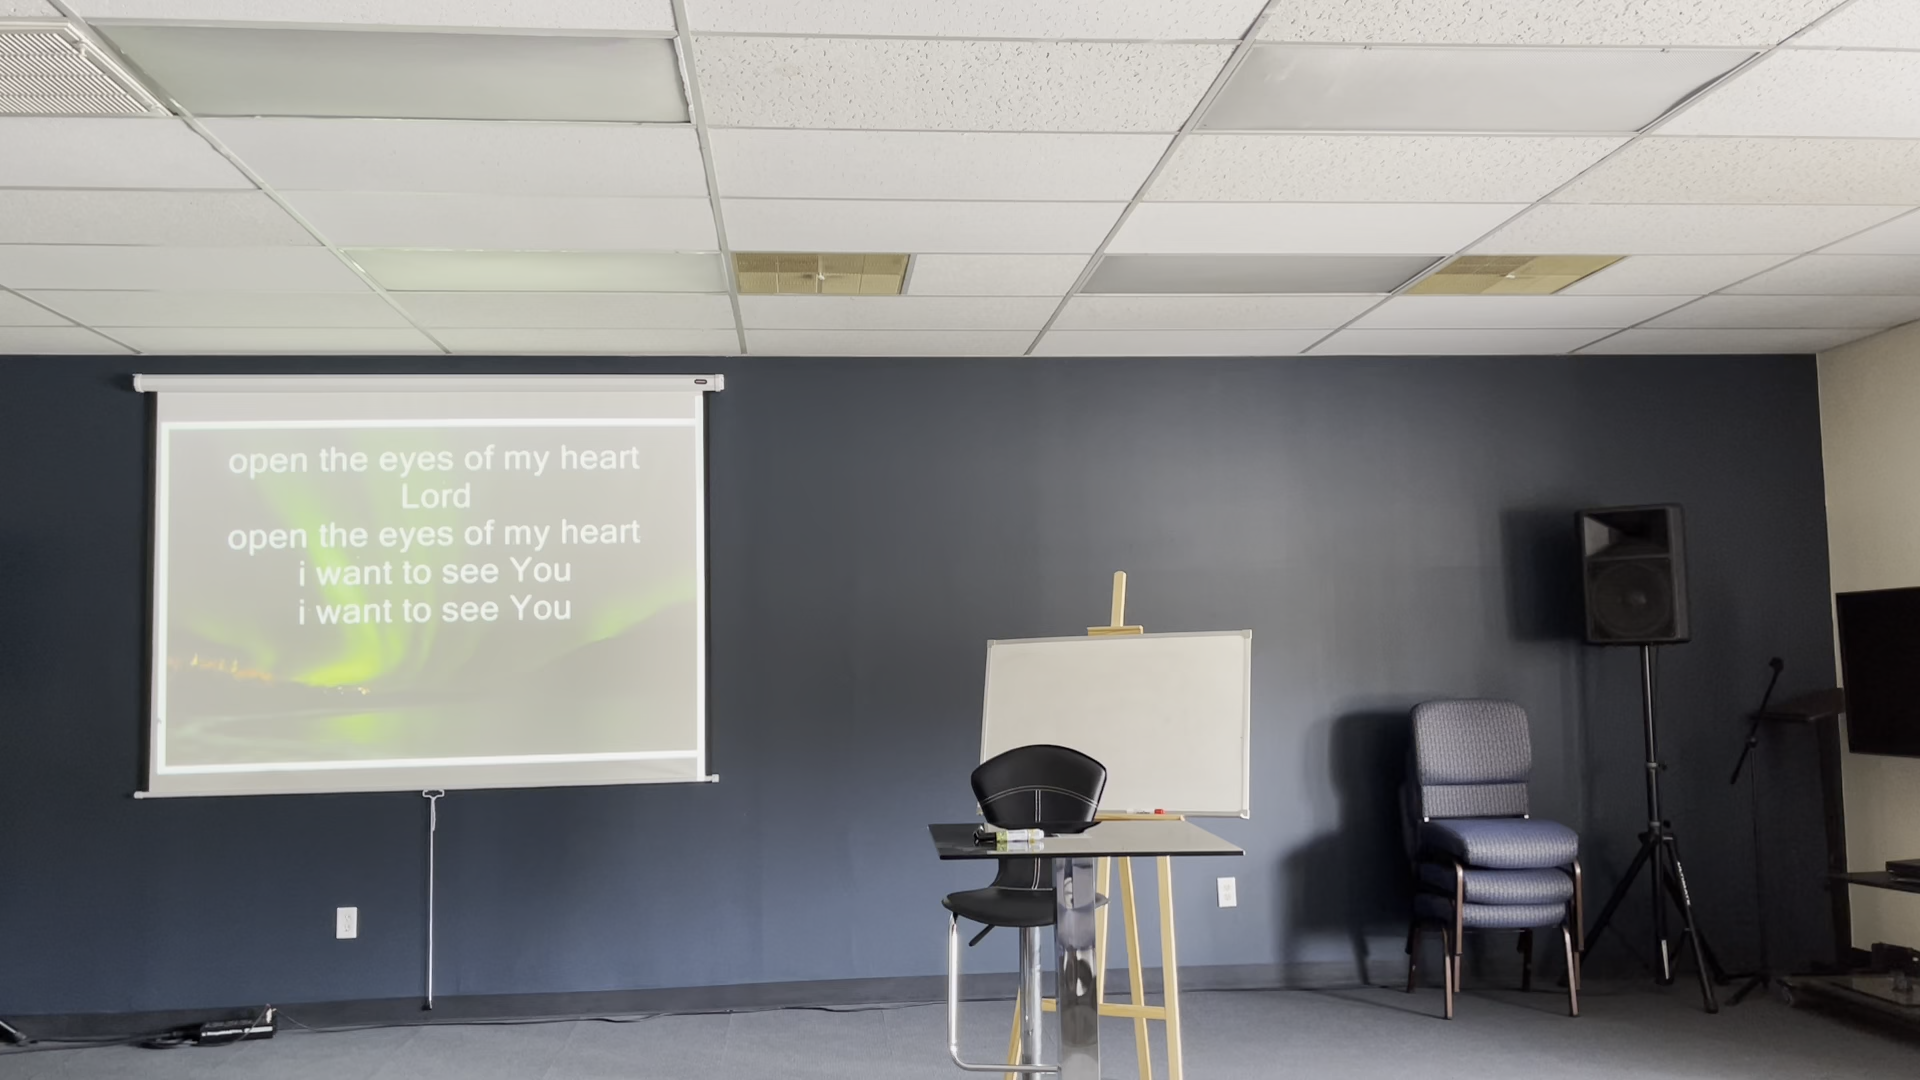 open the eyes of my heart
Lord
open the eyes of my heart
i want to see You
i want to see You